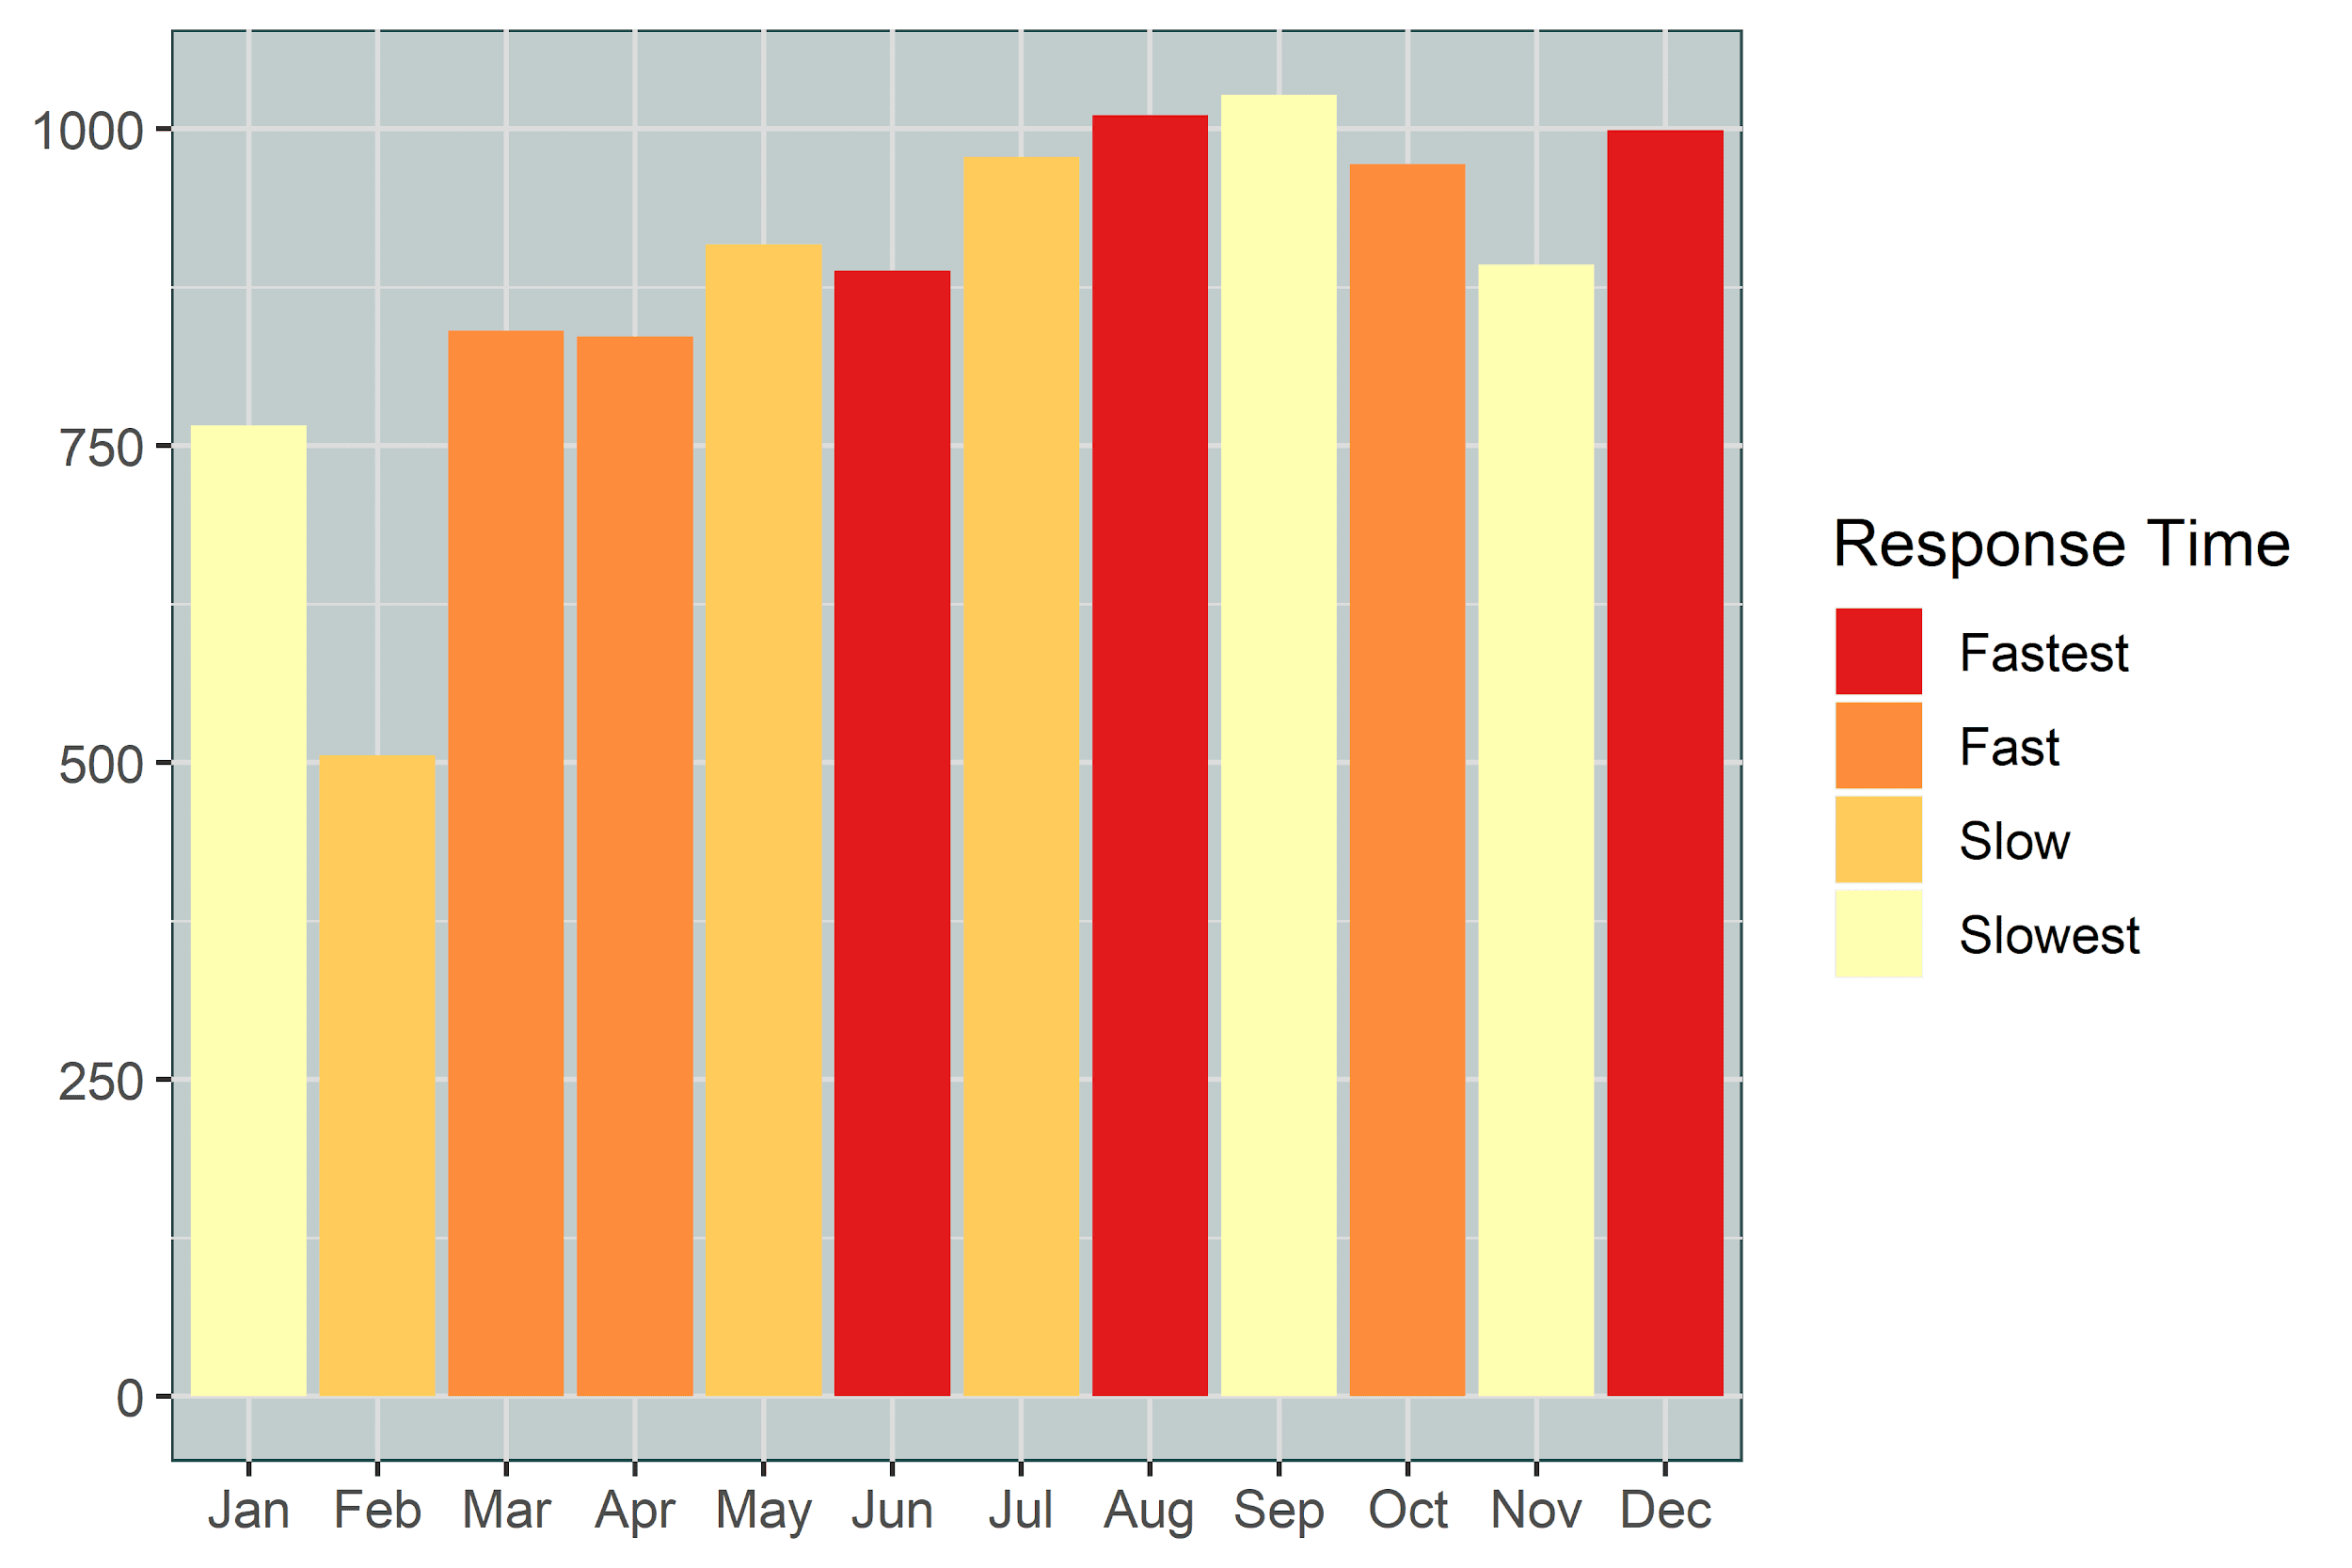 1000
750
500
250
0
Jan Feb Mar Apr May Jun Jul Aug Sep Oct Nov Dec
Response Time
Fastest
Fast
Slow
Slowest